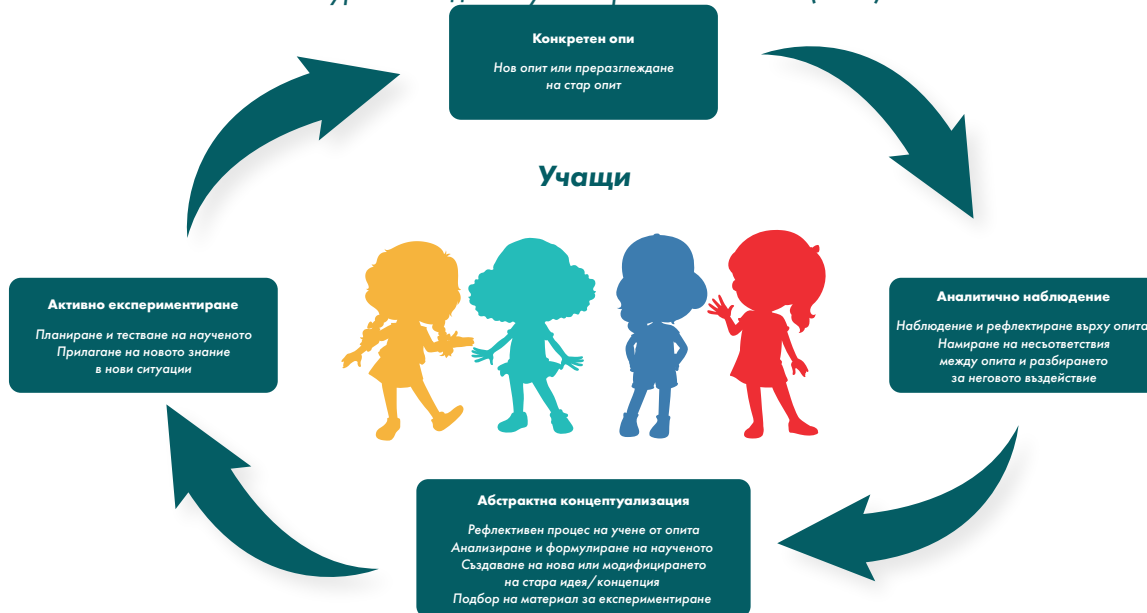 Конкретен опи
Нов опит или преразглеждане
на стар опит
Учащи
Активно експериментиране
Планиране и тестване на наученото
Прилагане на новото знание
в нови ситуации
Аналитично наблюдение
Наблюдение и рефлектиране върху опита
Намиране на несъответствия
между опита и разбирането
за неговото въздействие
Абстрактна концептуализация
Рефлективен процес на учене от опита
Анализиране и формулиране на наученото
Създаване на нова или модифицирането
на стара идея/концепция
Подбор на материал за експериментиране